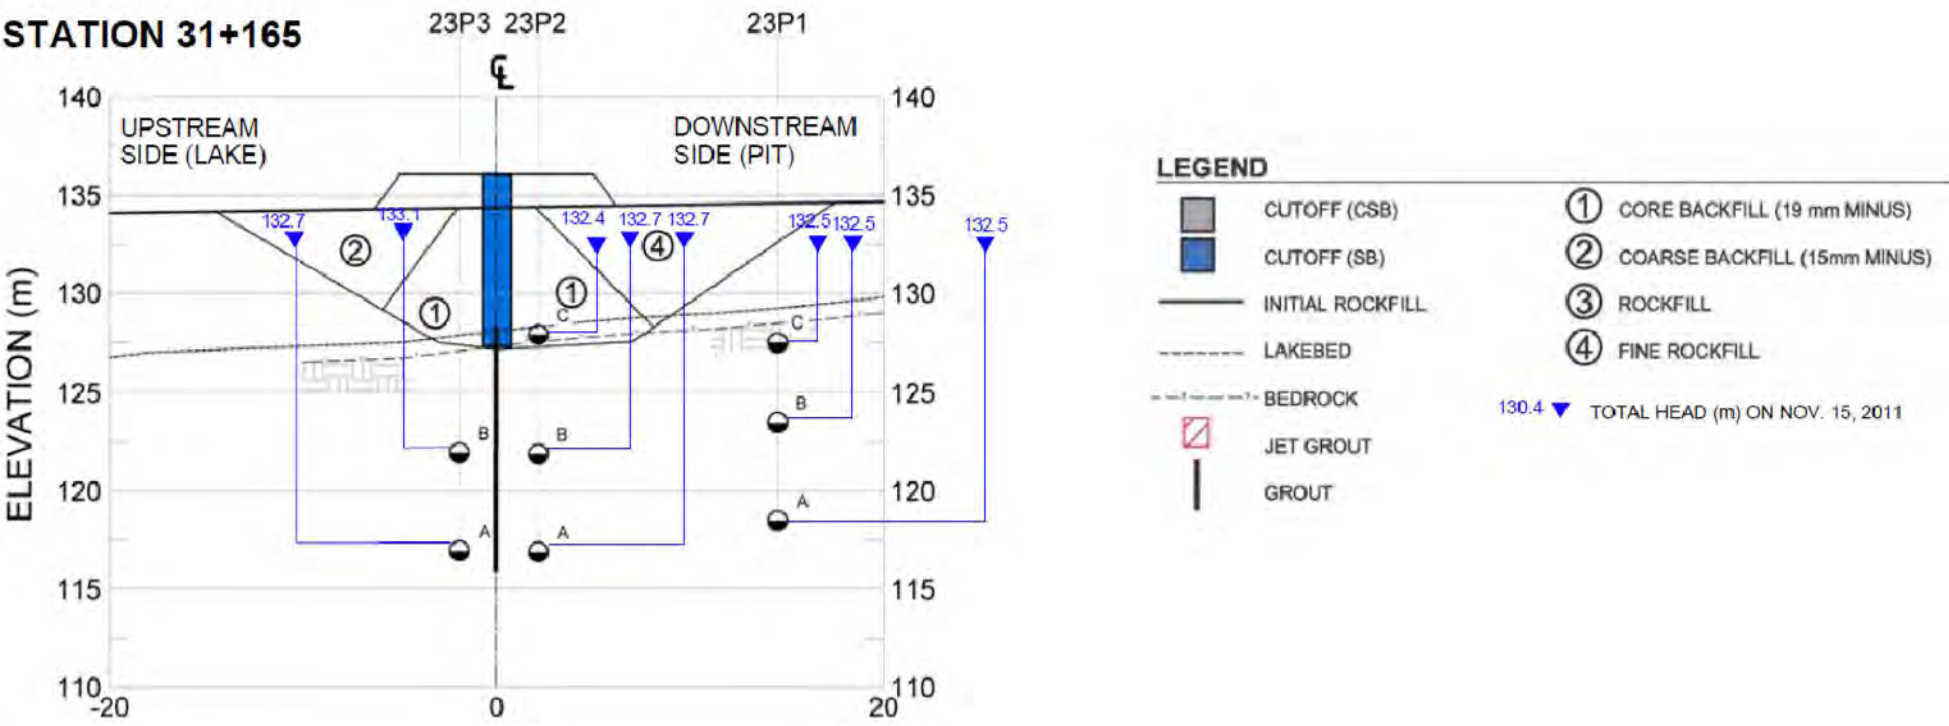 STATION 31+165
23P3 23P2 23P1
℄
140 140
UPSTREAM
SIDE (LAKE)
DOWNSTREAM
SIDE (PIT)
135 135
132.7 133.1 132.4 132.7 132.7 132.5 132.5 132.5
2 4
130 1 1 130
C C
125 125
B B B
120 120
A A A
115 115
110 110
-20 0 20
ELEVATION (m)
LEGEND
CUTOFF (CSB)
CUTOFF (SB)
INITIAL ROCKFILL
LAKEBED
BEDROCK
JET GROUT
GROUT
1 CORE BACKFILL (19 mm MINUS)
2 COARSE BACKFILL (15mm MINUS)
3 ROCKFILL
4 FINE ROCKFILL
130.4 TOTAL HEAD (m) ON NOV. 15, 2011